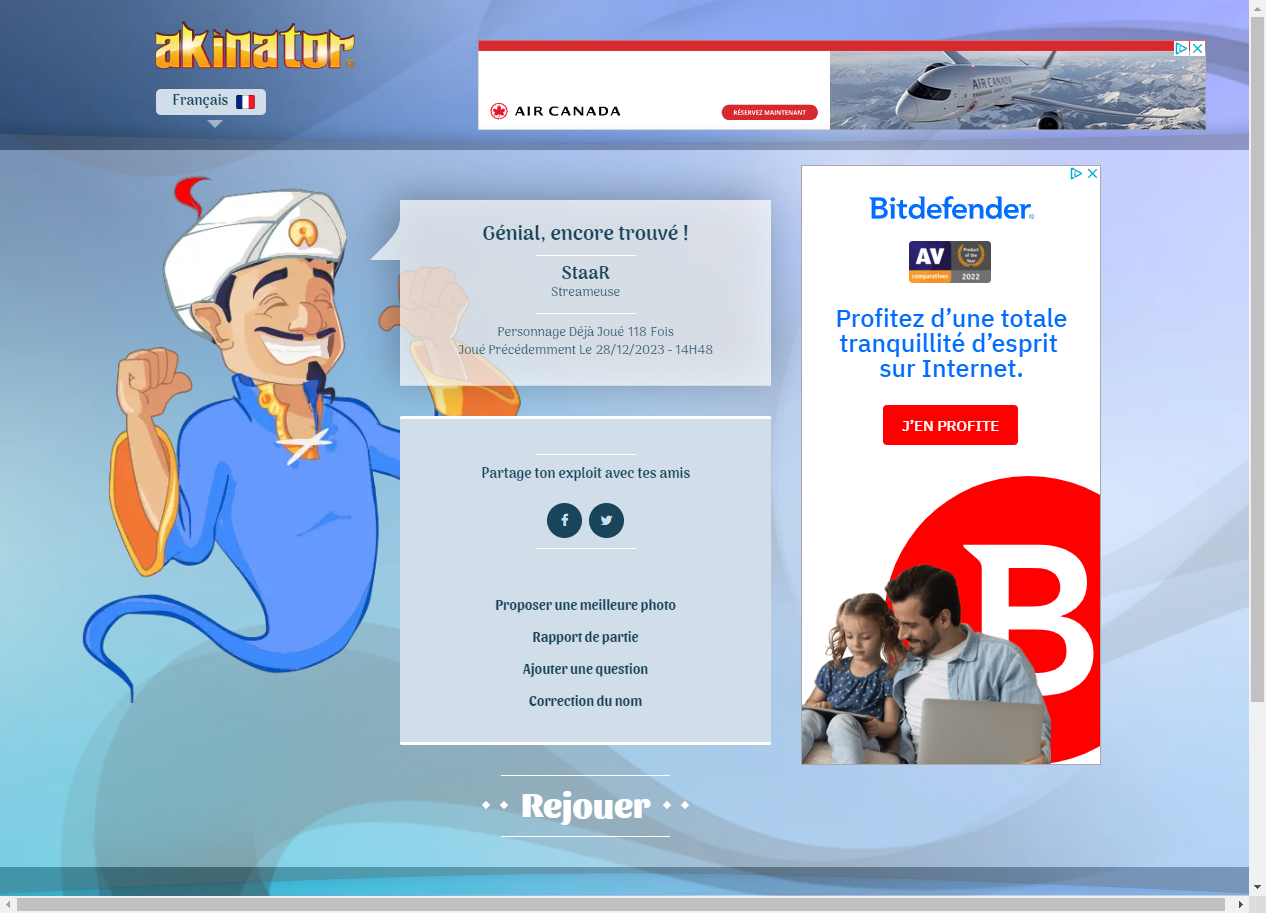 akinator
Français
AIR CANADA
RÉSERVEZ MAINTENANT
Génial, encore trouvé !
StaaR
Streameuse
Personnage Déjà Joué 118 Fois
Joué Précédemment Le 28/12/2023 - 14H48
Partage ton exploit avec tes amis
Proposer une meilleure photo
Rapport de partie
Ajouter une question
Correction du nom
Rejouer
Bitdefender
AV
comparatives
Product
of the
Year
2022
Profitez d’une totale
tranquillité d’esprit
sur Internet.
J’EN PROFITE
B